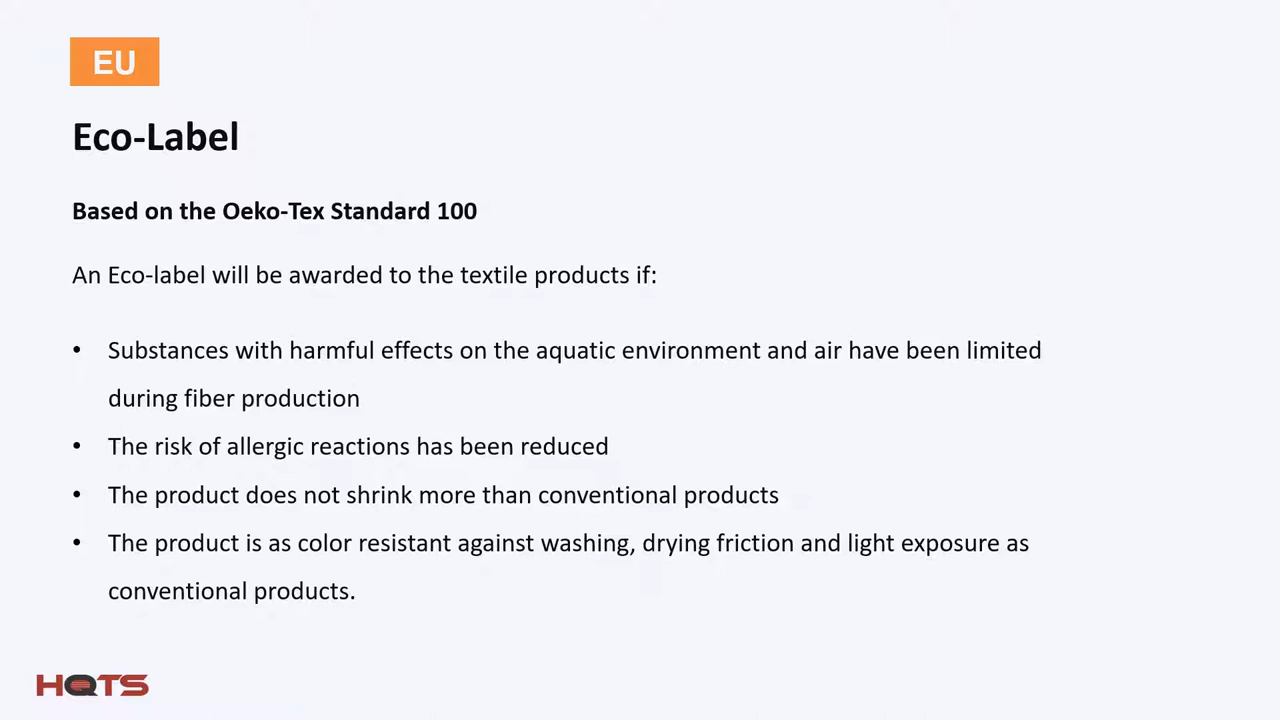 EU
Eco-Label
Based on the Oeko-Tex Standard 100
An Eco-label will be awarded to the textile products if:
• Substances with harmful effects on the aquatic environment and air have been limited
during fiber production
• The risk of allergic reactions has been reduced
• The product does not shrink more than conventional products
• The product is as color resistant against washing, drying friction and light exposure as
conventional products.
HQTS